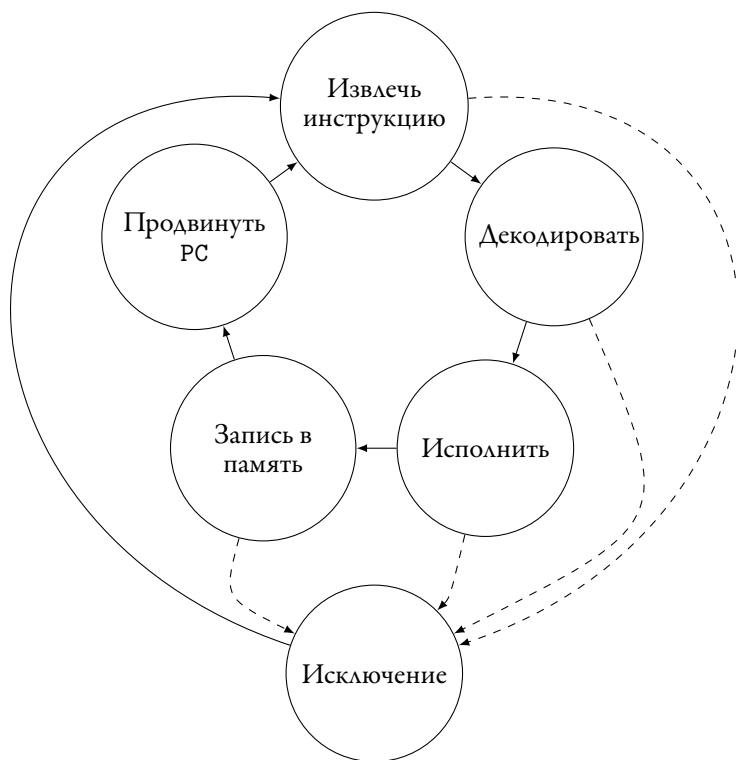 Извлечь
инструкцию
Продвинуть
PC
Декодировать
Запись в
память
Исполнить
Исключение